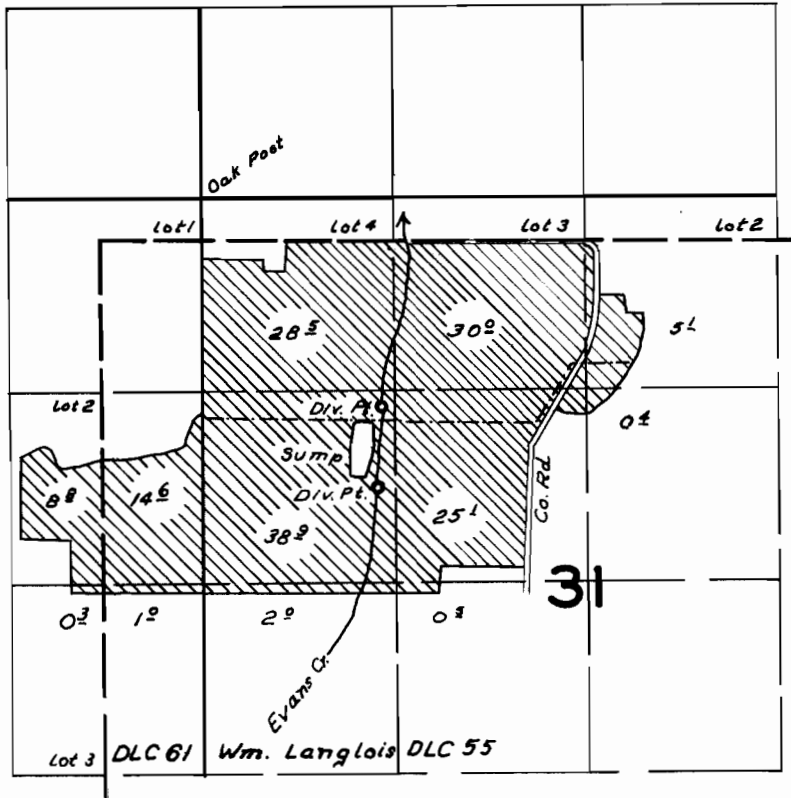 Oak Post
lot 1 lot 4 lot 3 lot 2
28 5 30 0 5 1
lot 2 Div. Pt. 0 4
Sump
8 8 14 6 Div. Pt. 25 1 Co. Rd
38 9
31
0 3 1 0 2 0
Evans Cr.
lot 3 DLC 61 Wm. Langlois DLC 55